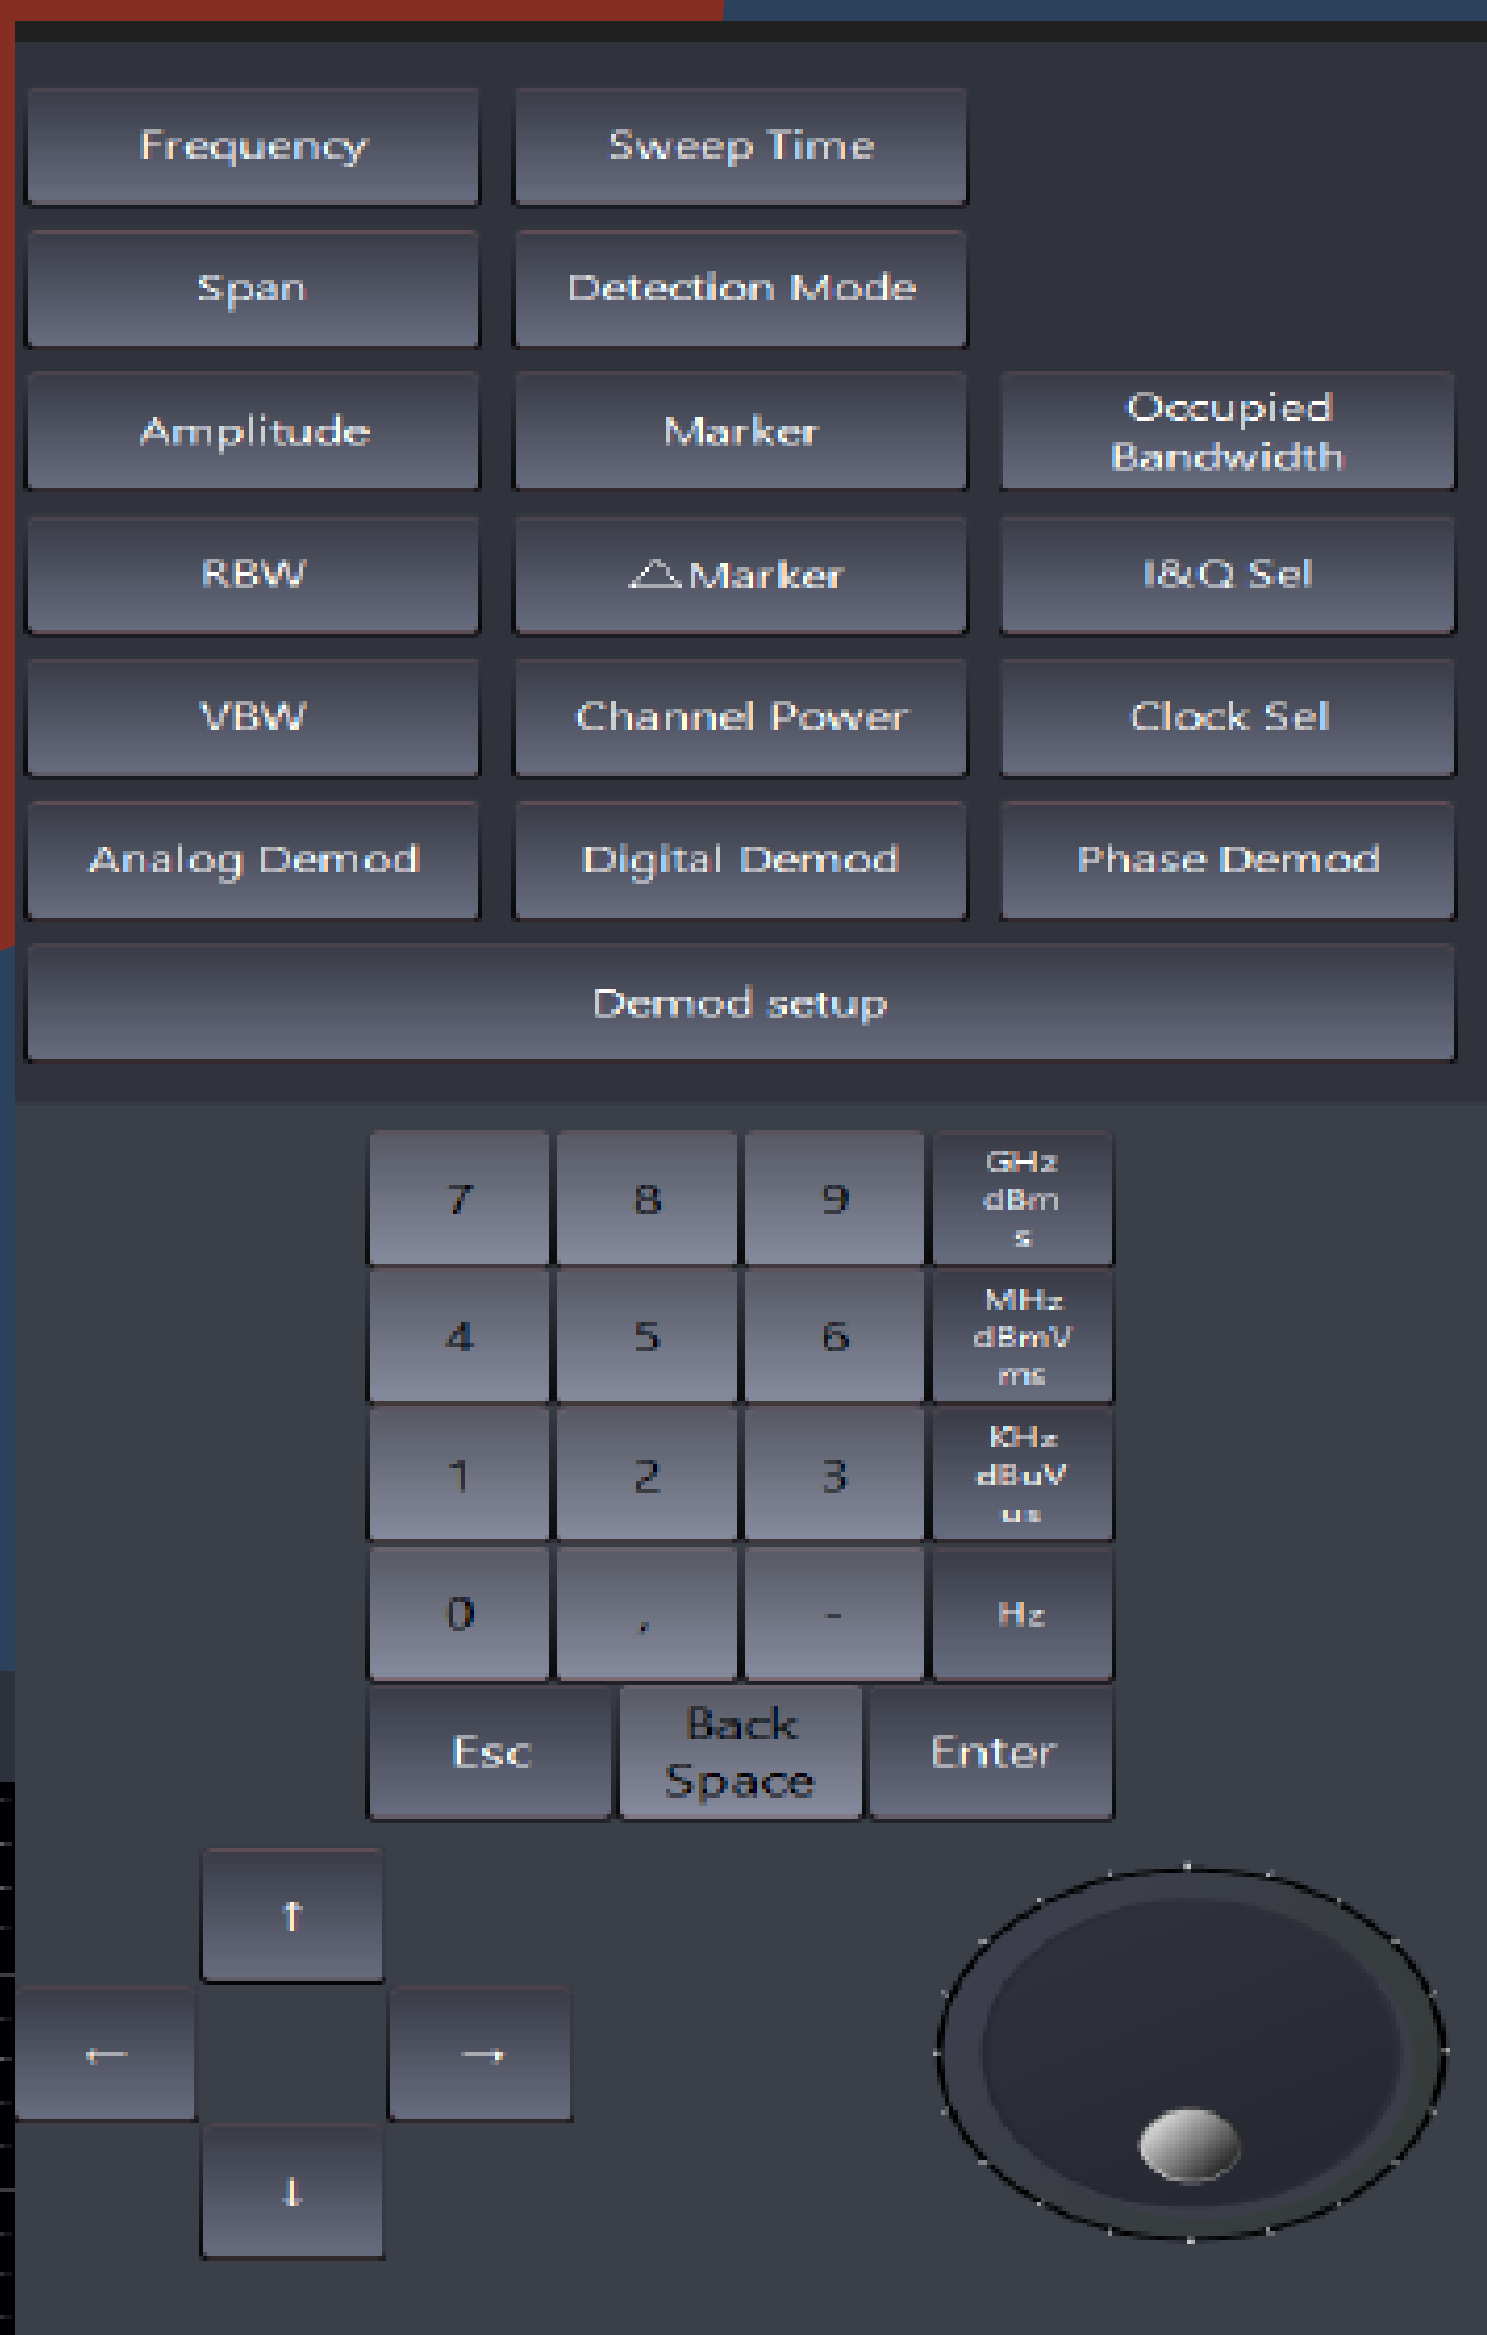 Frequency
Sweep Time
Span
Detection Mode
Amplitude
Marker
Occupied
Bandwidth
RBW
△Marker
I&Q Sel
VBW
Channel Power
Clock Sel
Analog Demod
Digital Demod
Phase Demod
Demod setup
7
8
9
GHz
dBm
s
4
5
6
MHz
dBmV
ms
1
2
3
KHz
dBuV
us
0
,
-
Hz
Esc
Back
Space
Enter
↑
←
→
↓